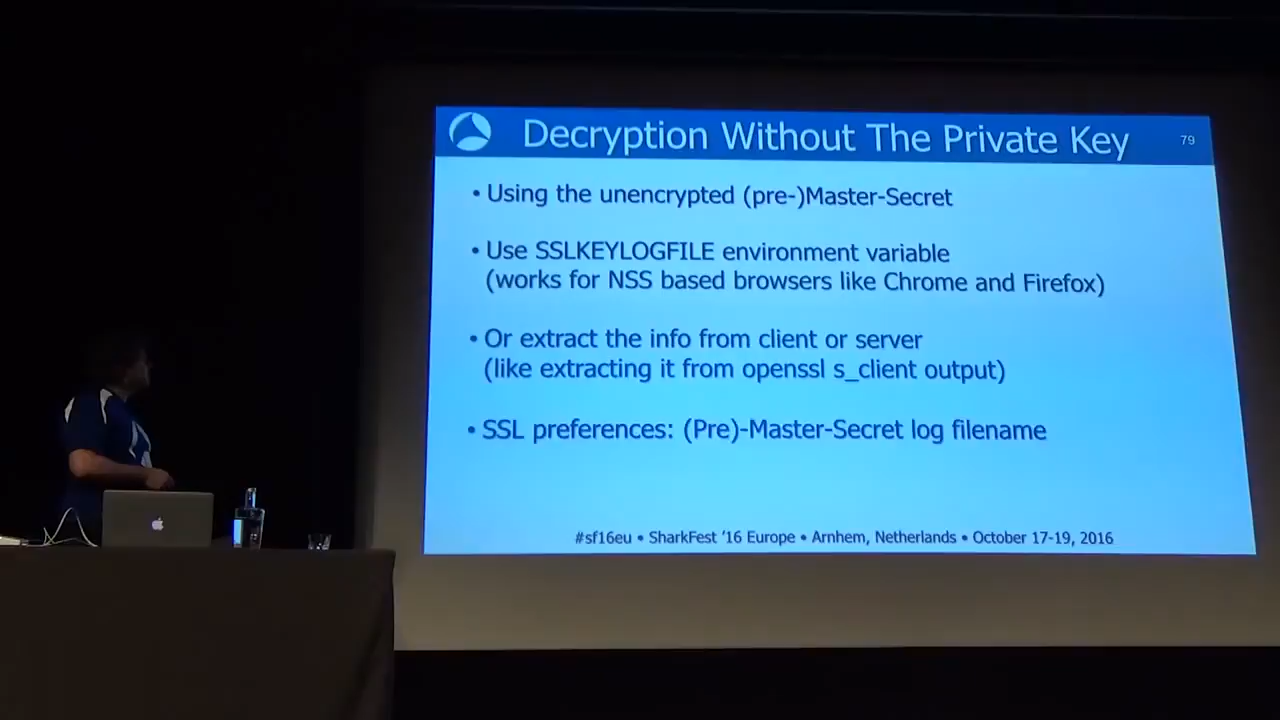 Decryption Without The Private Key
79
• Using the unencrypted (pre-)Master-Secret
• Use SSLKEYLOGFILE environment variable
(works for NSS based browsers like Chrome and Firefox)
• Or extract the info from client or server
(like extracting it from openssl s_client output)
• SSL preferences: (Pre)-Master-Secret log filename
#sf16eu • SharkFest '16 Europe • Arnhem, Netherlands • October 17-19, 2016